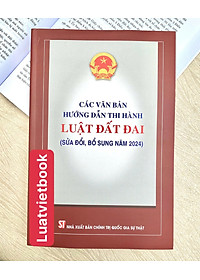 CÁC VĂN BẢN
HƯỚNG DẪN THI HÀNH
LUẬT ĐẤT ĐAI
(SỬA ĐỔI, BỔ SUNG NĂM 2024)
Luatvietbook
ST NHÀ XUẤT BẢN CHÍNH TRỊ QUỐC GIA SỰ THẬT